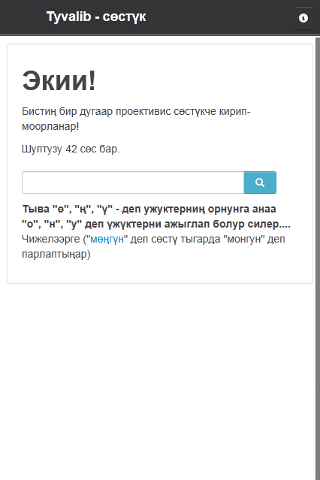 Tyvalib - сөстүк
Экии!
Бистиң бир дугаар проективис сөстүкче кирип-
моорланар!
Шуптузу 42 сөс бар.
Тыва "ө", "ң", "ү" - деп ужуктерниң орнунга анаа
"о", "н", "у" деп үжүктерни ажыглап болур силер....
Чижелээрге ("мөңгүн" деп сөстү тыгарда "монгун" деп
парлаптыңар)